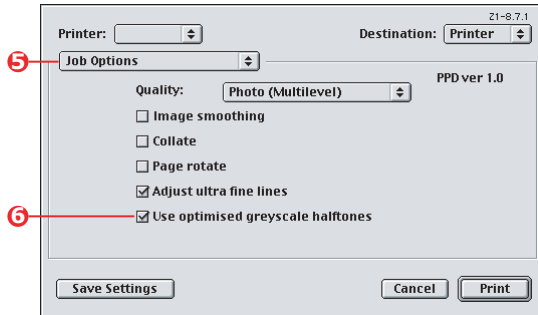 Z1-8.7.1
Printer: Destination: Printer
5 Job Options
PPD ver 1.0
Quality: Photo (Multilevel)
Image smoothing
Collate
Page rotate
Adjust ultra fine lines
6 Use optimised greyscale halftones
Save Settings Cancel Print